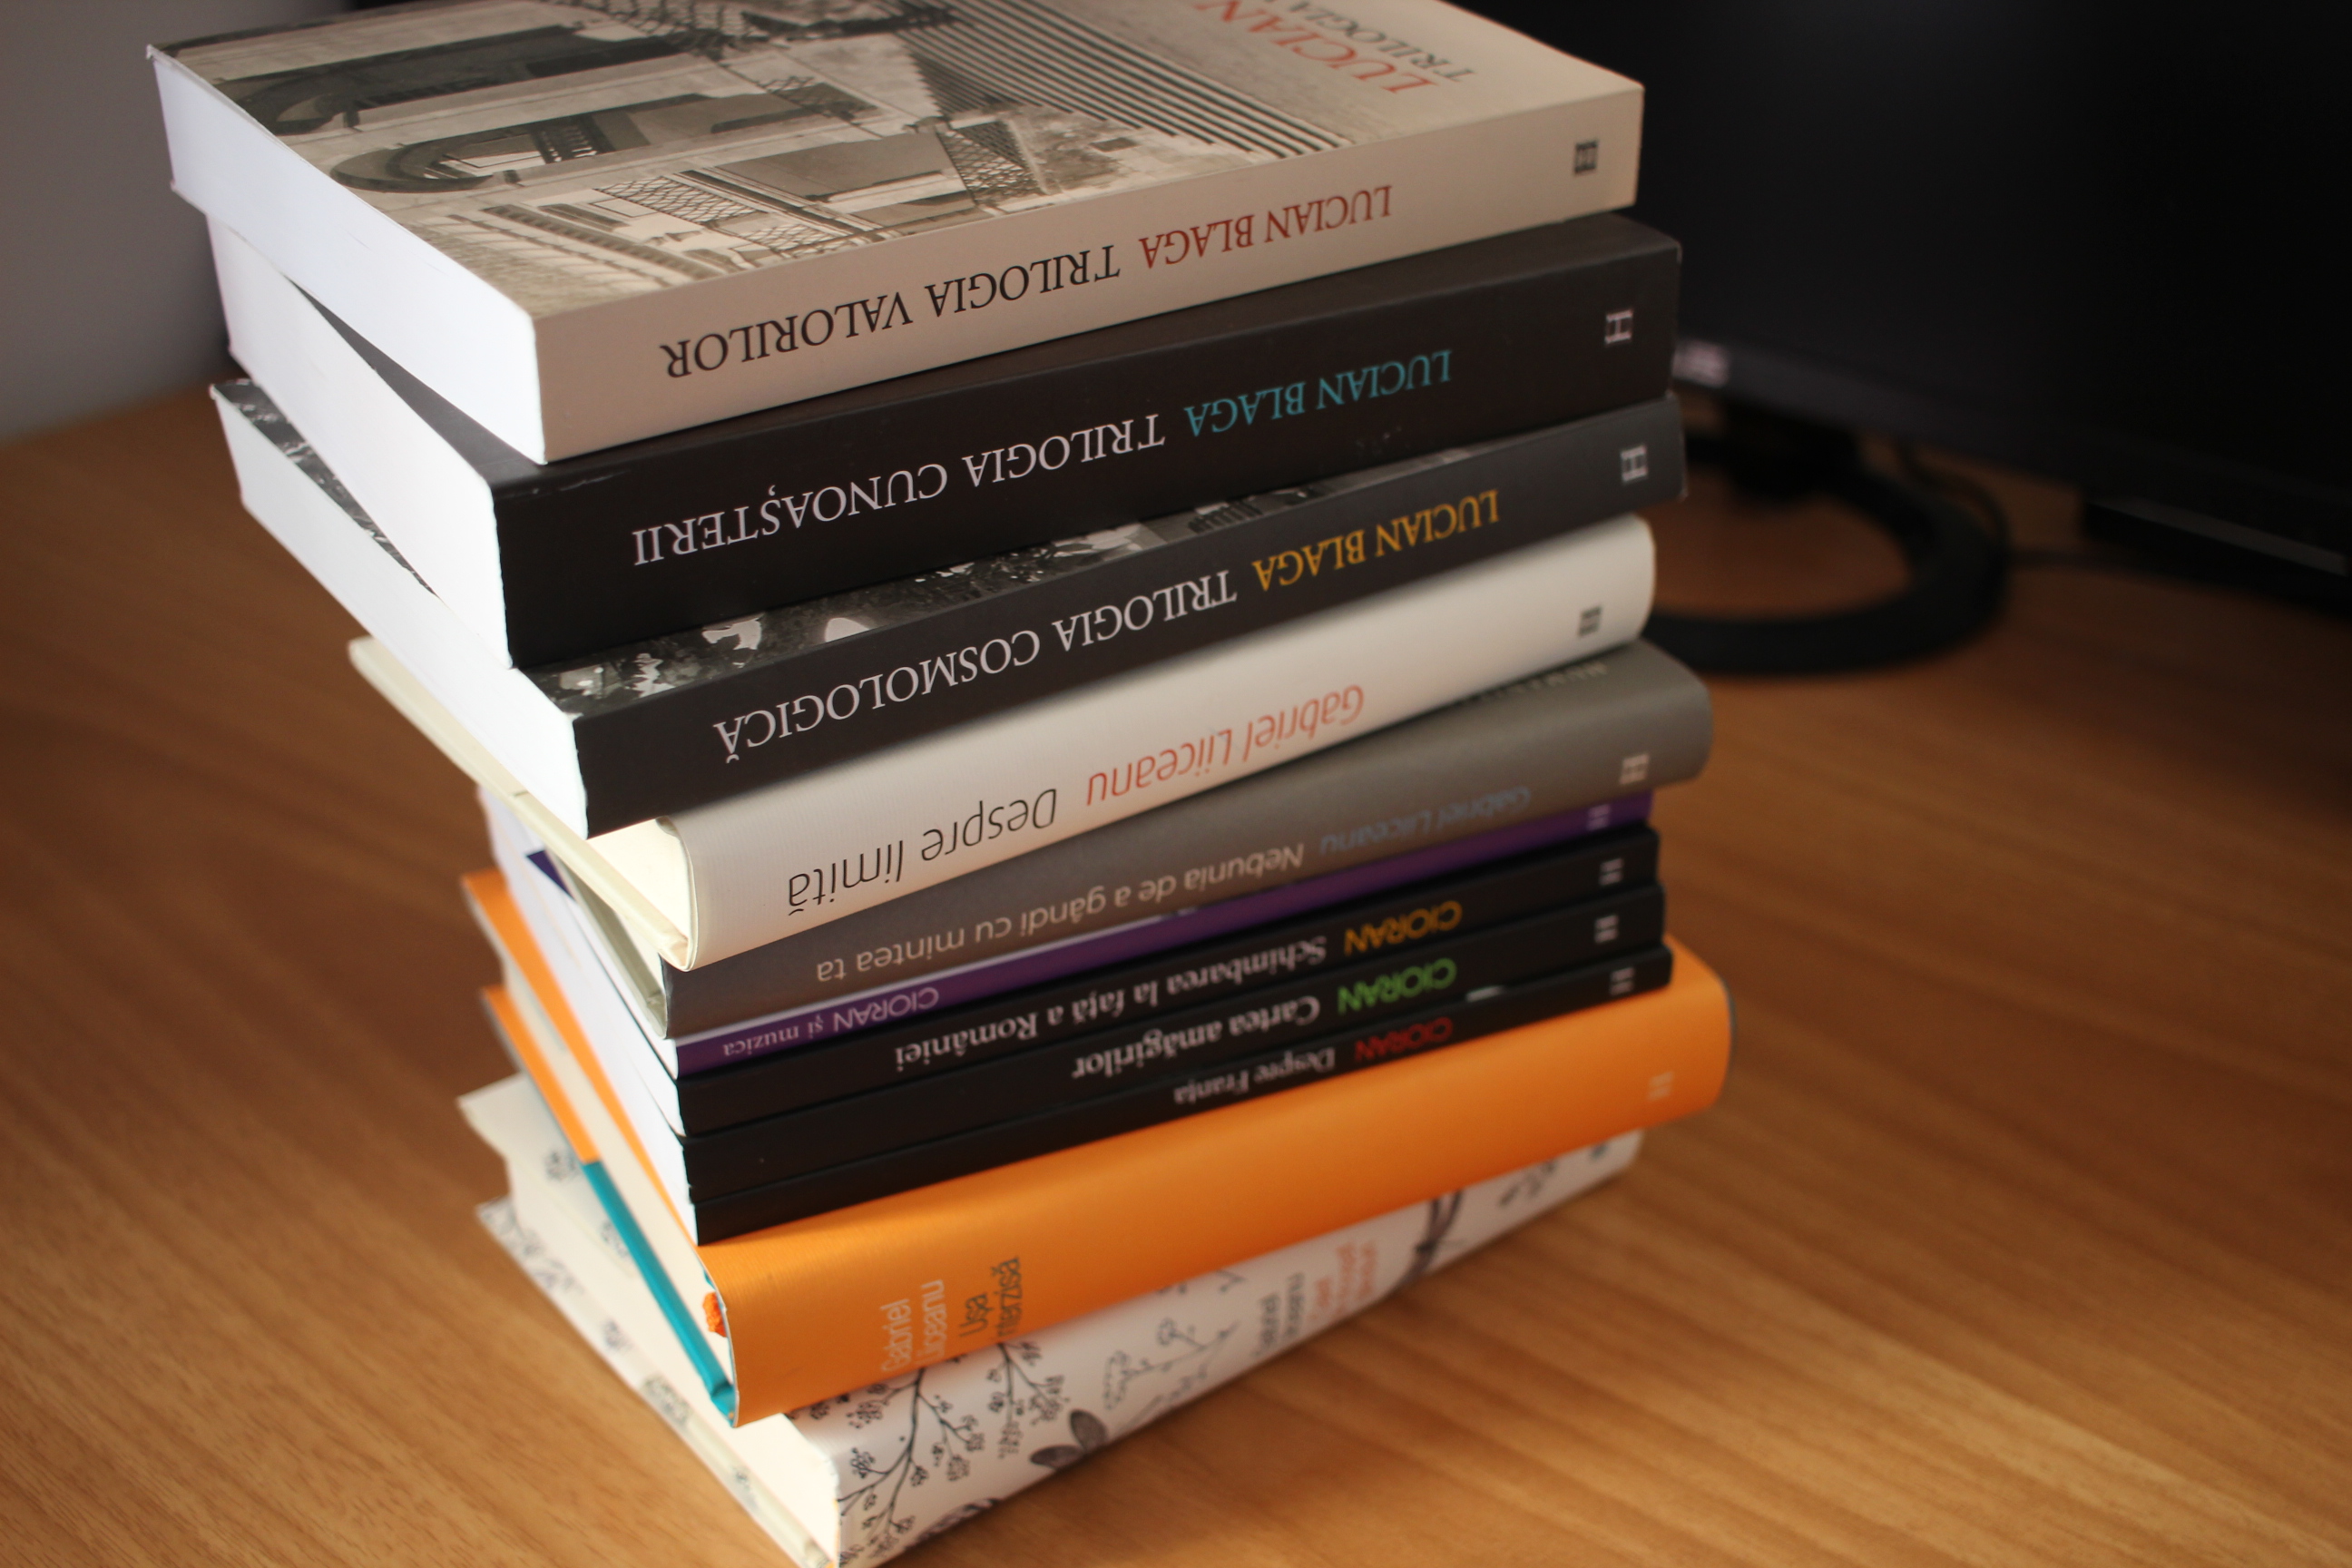 LUCIAN
TRILOGIA
LUCIAN BLAGA TRILOGIA VALORILOR
LUCIAN BLAGA TRILOGIA CUNOAȘTERII
LUCIAN BLAGA TRILOGIA COSMOLOGICĂ
Gabriel Liiceanu Despre limită
Gabriel Liiceanu Nebunia de a gândi cu mintea ta
CIORAN și muzica
CIORAN Schimbarea la față a României
CIORAN Cartea amăgirilor
CIORAN Despre Franța
Gabriel
Liiceanu
Ușa
interzisă
Gabriel